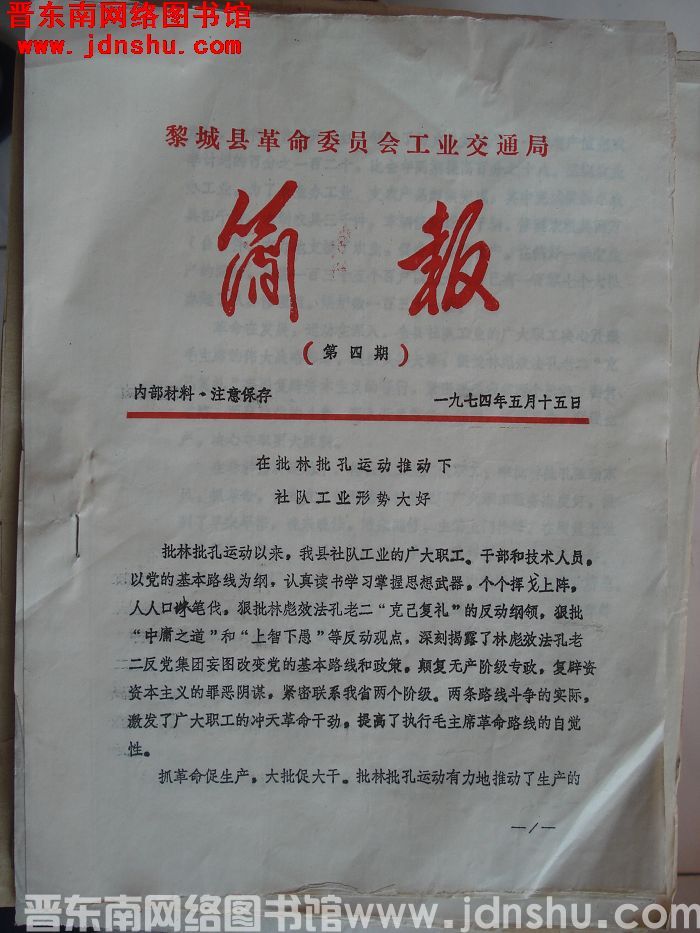 晋东南网络图书馆
www.jdnshu.com
黎城县革命委员会工业交通局
简报
(第四期)
内部材料·注意保存
一九七四年五月十五日
在批林批孔运动推动下
社队工业形势大好
批林批孔运动以来,我县社队工业的广大职工。干部和技术人员,
以党的基本路线为纲,认真读书学习掌握思想武器,个个挥戈上阵,
人人口诛笔伐,狠批林彪效法孔老二“克己复礼”的反动纲领,狠批
“中庸之道”和“上智下愚”等反动观点,深刻揭露了林彪效法孔老
二反党集团妄图改变党的基本路线和政策,颠复无产阶级专政,复辟资
资本主义的罪恶阴谋,紧密联系我省两个阶级。两条路线斗争的实际,
激发了广大职工的冲天革命干劲,提高了执行毛主席革命路线的自觉
性。
抓革命促生产,大批促大干。批林批孔运动有力地推动了生产的
—1—
晋东南网络图书馆 www.jdnshu.com